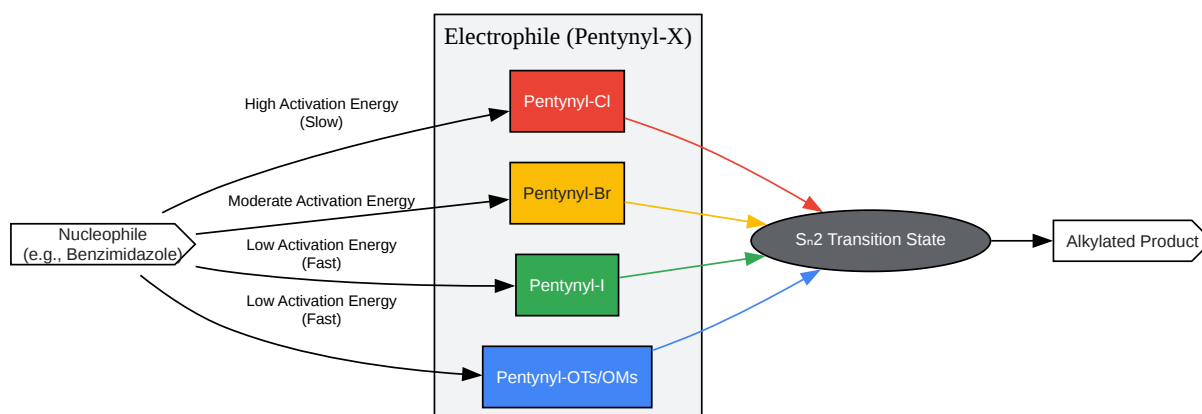 Electrophile (Pentynyl-X)
High Activation Energy
(Slow)
Pentynyl-Cl
Moderate Activation Energy
Pentynyl-Br
Nucleophile
(e.g., Benzimidazole)
Low Activation Energy
(Fast)
Pentynyl-I
Low Activation Energy
(Fast)
Pentynyl-OTs/OMs
Sₙ2 Transition State
Alkylated Product